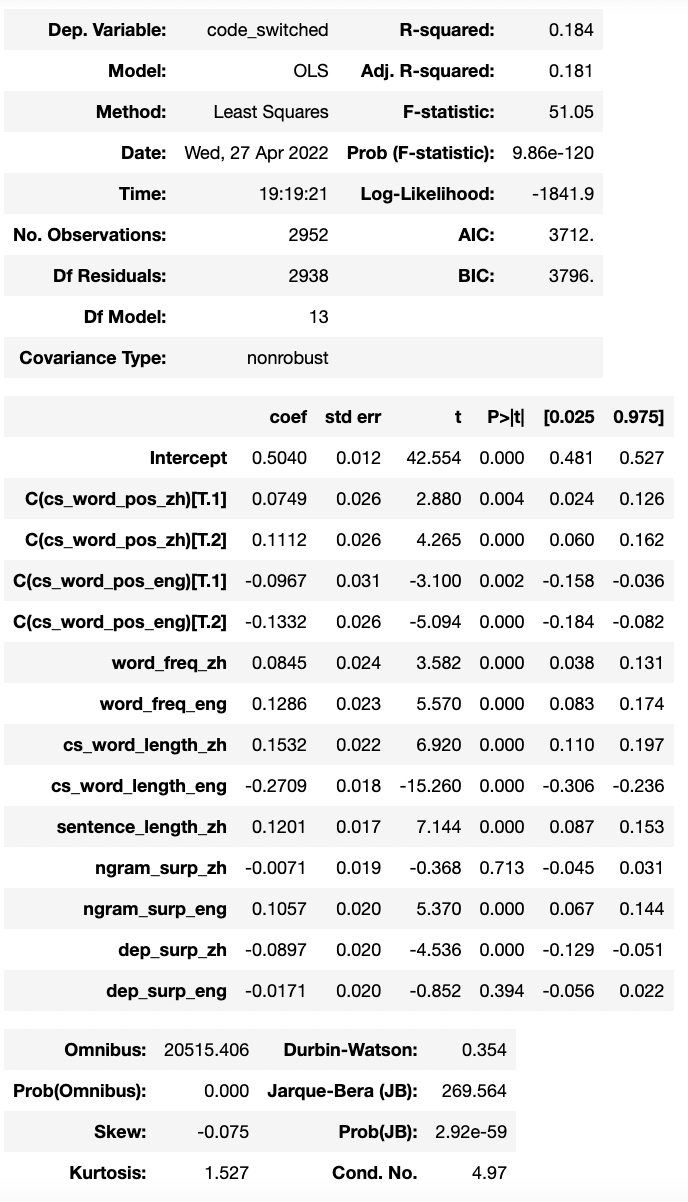 Dep. Variable: code_switched R-squared: 0.184
Model: OLS Adj. R-squared: 0.181
Method: Least Squares F-statistic: 51.05
Date: Wed, 27 Apr 2022 Prob (F-statistic): 9.86e-120
Time: 19:19:21 Log-Likelihood: -1841.9
No. Observations: 2952 AIC: 3712.
Df Residuals: 2938 BIC: 3796.
Df Model: 13
Covariance Type: nonrobust
coef std err t P>|t| [0.025 0.975]
Intercept 0.5040 0.012 42.554 0.000 0.481 0.527
C(cs_word_pos_zh)[T.1] 0.0749 0.026 2.880 0.004 0.024 0.126
C(cs_word_pos_zh)[T.2] 0.1112 0.026 4.265 0.000 0.060 0.162
C(cs_word_pos_eng)[T.1] -0.0967 0.031 -3.100 0.002 -0.158 -0.036
C(cs_word_pos_eng)[T.2] -0.1332 0.026 -5.094 0.000 -0.184 -0.082
word_freq_zh 0.0845 0.024 3.582 0.000 0.038 0.131
word_freq_eng 0.1286 0.023 5.570 0.000 0.083 0.174
cs_word_length_zh 0.1532 0.022 6.920 0.000 0.110 0.197
cs_word_length_eng -0.2709 0.018 -15.260 0.000 -0.306 -0.236
sentence_length_zh 0.1201 0.017 7.144 0.000 0.087 0.153
ngram_surp_zh -0.0071 0.019 -0.368 0.713 -0.045 0.031
ngram_surp_eng 0.1057 0.020 5.370 0.000 0.067 0.144
dep_surp_zh -0.0897 0.020 -4.536 0.000 -0.129 -0.051
dep_surp_eng -0.0171 0.020 -0.852 0.394 -0.056 0.022
Omnibus: 20515.406 Durbin-Watson: 0.354
Prob(Omnibus): 0.000 Jarque-Bera (JB): 269.564
Skew: -0.075 Prob(JB): 2.92e-59
Kurtosis: 1.527 Cond. No. 4.97